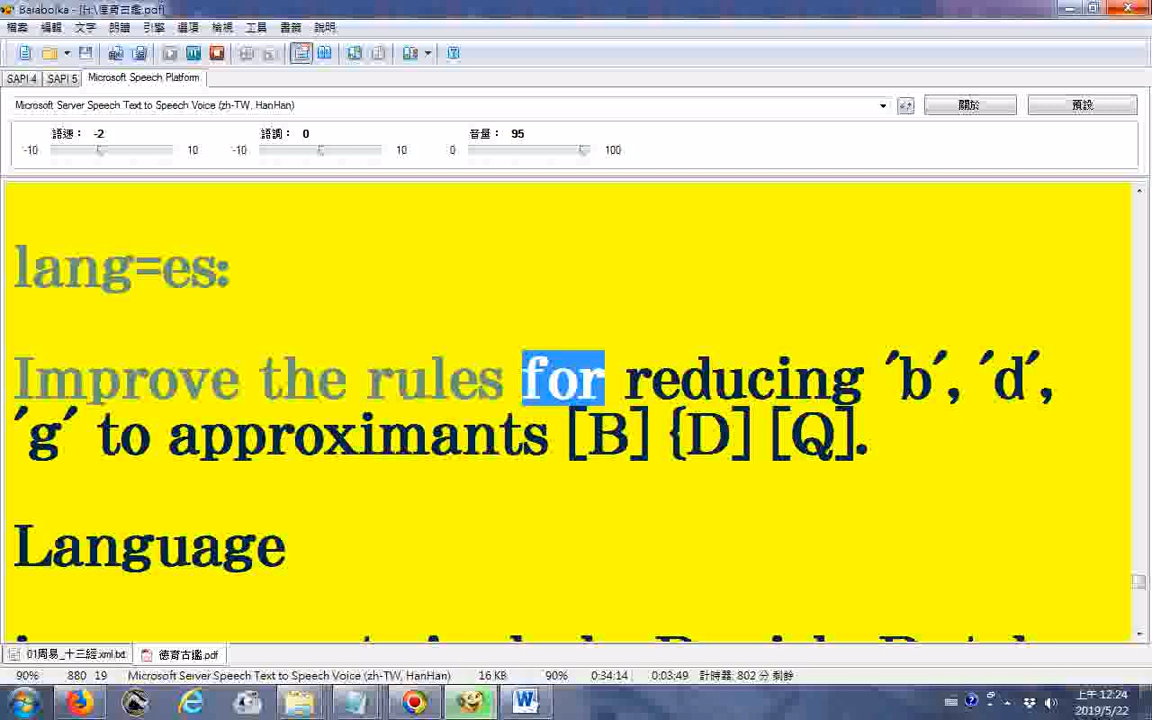 Balabolka - [H:\德育古鑑.pdf]
檔案 編輯 文字 朗讀 引擎 選項 檢視 工具 書籤 說明
SAPI 4 SAPI 5 Microsoft Speech Platform
Microsoft Server Speech Text to Speech Voice (zh-TW, HanHan) 關於 預設
語速： -2 語調： 0 音量： 95
-10 10 -10 10 0 100
lang=es:
Improve the rules for reducing 'b', 'd',
'g' to approximants [B] {D] [Q].
Language
01周易_十三經.xml.txt 德育古鑑.pdf
90% 880 19 Microsoft Server Speech Text to Speech Voice (zh-TW, HanHan) 16 KB 90% 0:34:14 0:03:49 計時器: 802 分 剩餘
上午 12:24
2019/5/22